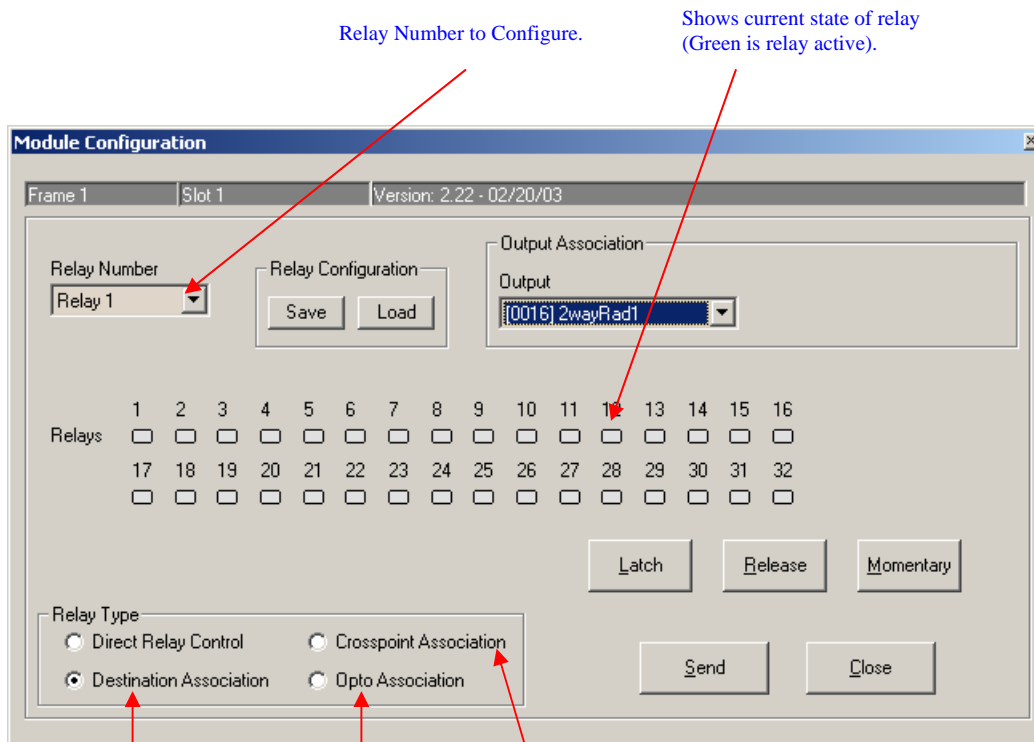 Relay Number to Configure.
Shows current state of relay
(Green is relay active).
Module Configuration
Frame 1 Slot 1 Version: 2.22 - 02/20/03
Relay Number
Relay 1
Relay Configuration
Save Load
Output Association
Output
[0016] 2wayRad1
1 2 3 4 5 6 7 8 9 10 11 12 13 14 15 16
Relays
17 18 19 20 21 22 23 24 25 26 27 28 29 30 31 32
Latch Release Momentary
Relay Type
Direct Relay Control Crosspoint Association
Destination Association Opto Association
Send Close